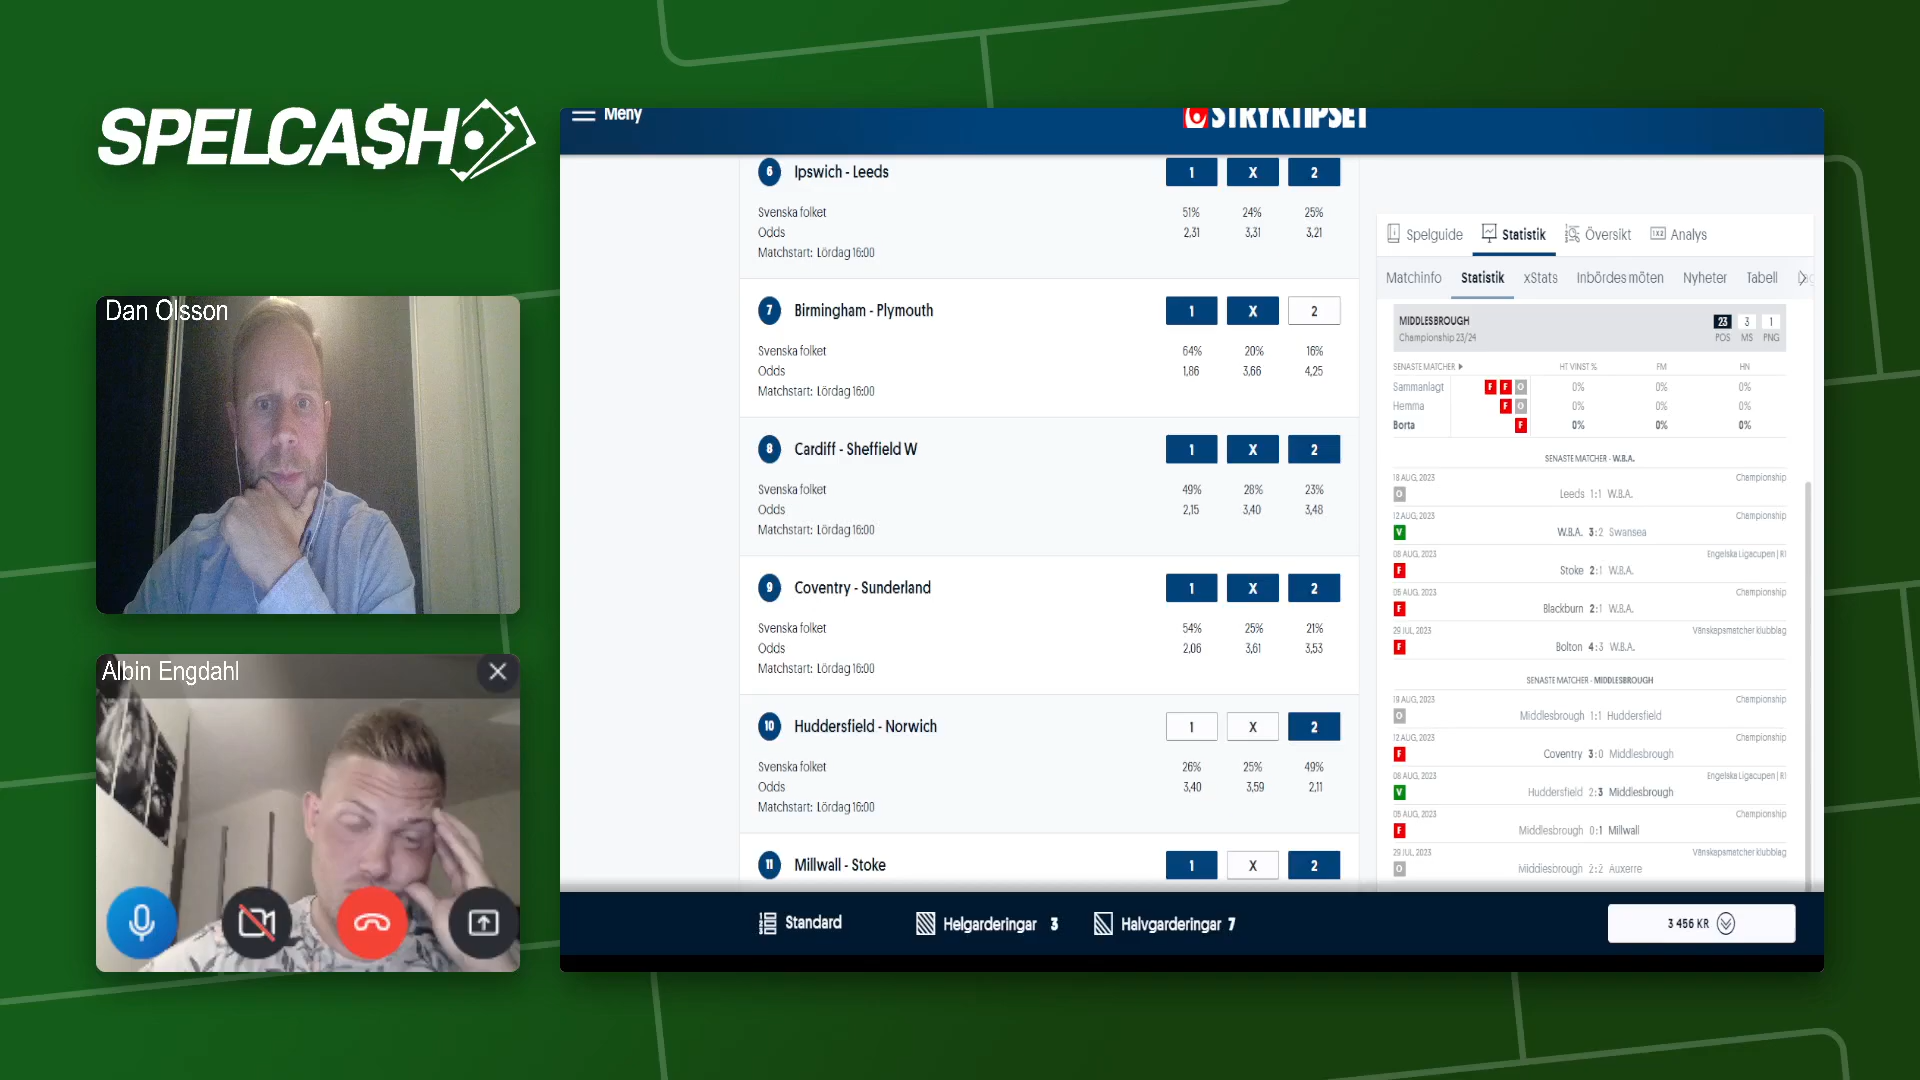 SPELCA$H
Dan Olsson
Albin Engdahl
Meny
STRYKTIPSET
6 Ipswich - Leeds 1 X 2
Svenska folket 51% 24% 25%
Odds 2,31 3,31 3,21
Matchstart: Lördag 16:00
7 Birmingham - Plymouth 1 X 2
Svenska folket 64% 20% 16%
Odds 1,86 3,66 4,25
Matchstart: Lördag 16:00
8 Cardiff - Sheffield W 1 X 2
Svenska folket 49% 28% 23%
Odds 2,15 3,40 3,48
Matchstart: Lördag 16:00
9 Coventry - Sunderland 1 X 2
Svenska folket 54% 25% 21%
Odds 2,06 3,61 3,53
Matchstart: Lördag 16:00
10 Huddersfield - Norwich 1 X 2
Svenska folket 26% 25% 49%
Odds 3,40 3,59 2,11
Matchstart: Lördag 16:00
11 Millwall - Stoke 1 X 2
Spelguide Statistik Översikt Analys
Matchinfo Statistik xStats Inbördes möten Nyheter Tabell
MIDDLESBROUGH 23 3 1
Championship 23/24 POS MS PNG
SENASTE MATCHER HT VINST % FM HN
Sammanlagt F F O 0% 0% 0%
Hemma F O 0% 0% 0%
Borta F 0% 0% 0%
SENASTE MATCHER - W.B.A.
18 AUG, 2023 Championship
O Leeds 1:1 W.B.A.
12 AUG, 2023 Championship
V W.B.A. 3:2 Swansea
08 AUG, 2023 Engelska Ligacupen | R1
F Stoke 2:1 W.B.A.
05 AUG, 2023 Championship
F Blackburn 2:1 W.B.A.
29 JUL, 2023 Vänskapsmatcher klubblag
F Bolton 4:3 W.B.A.
SENASTE MATCHER - MIDDLESBROUGH
19 AUG, 2023 Championship
O Middlesbrough 1:1 Huddersfield
12 AUG, 2023 Championship
F Coventry 3:0 Middlesbrough
08 AUG, 2023 Engelska Ligacupen | R1
V Huddersfield 2:3 Middlesbrough
05 AUG, 2023 Championship
F Middlesbrough 0:1 Millwall
29 JUL, 2023 Vänskapsmatcher klubblag
O Middlesbrough 2:2 Auxerre
Standard Helgarderingar 3 Halvgarderingar 7 3 456 KR